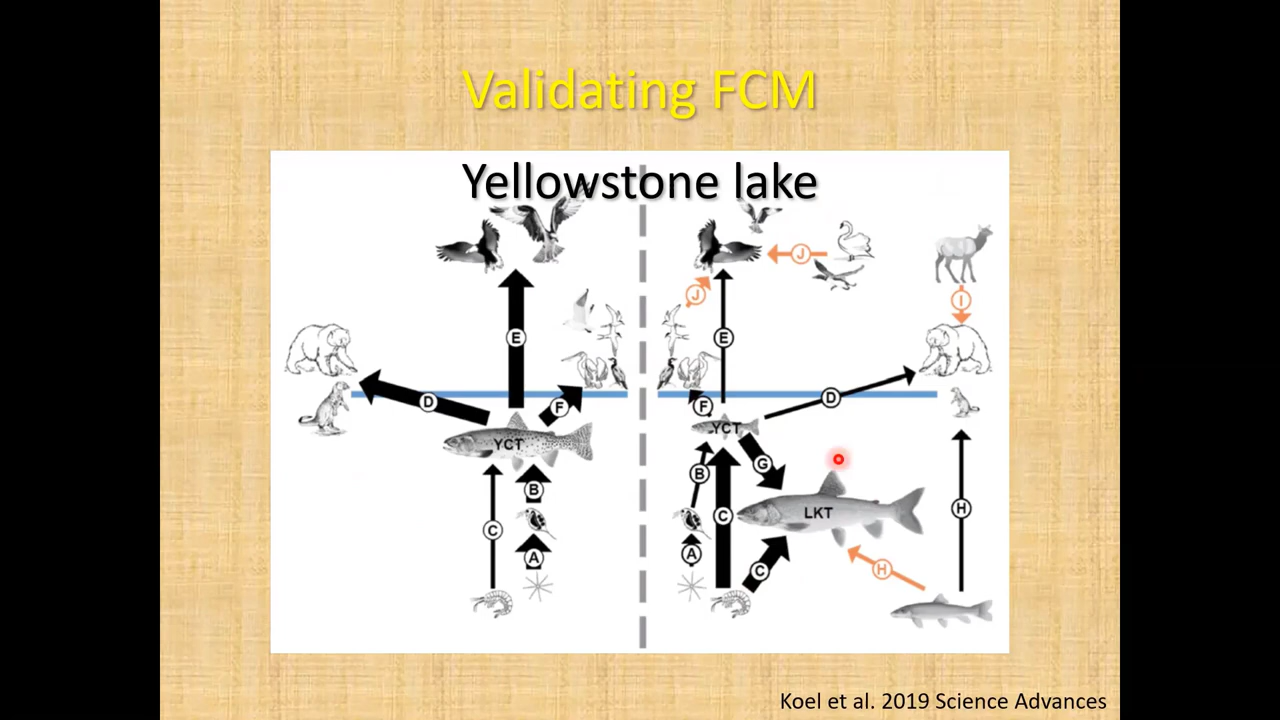 Validating FCM
Yellowstone lake
J
J
I
E
E
D
F
F
D
YCT
YCT
B
C
A
B
G
C
A
C
LKT
H
H
Koel et al. 2019 Science Advances